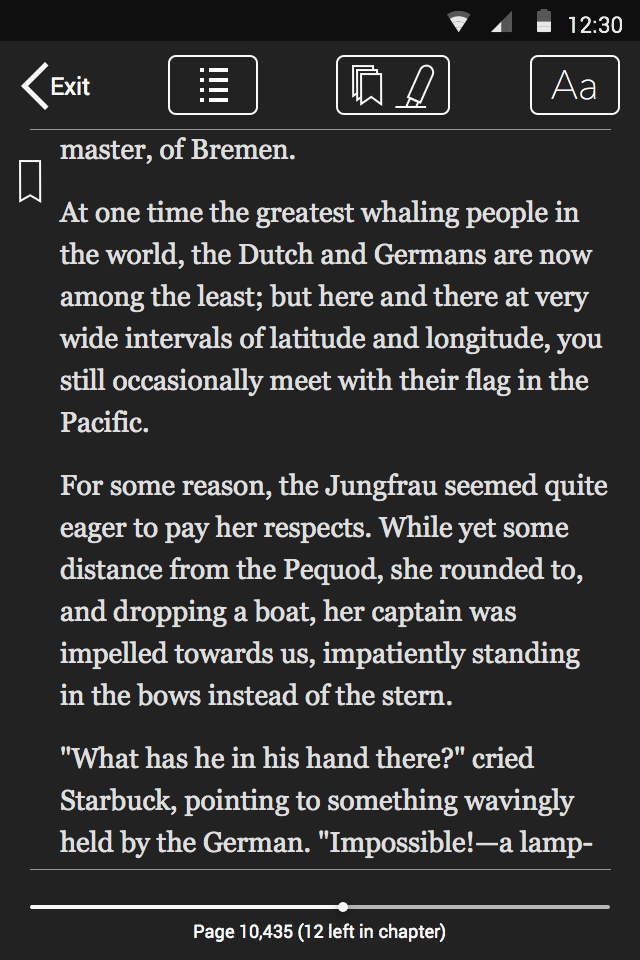 12:30
Exit
Aa
master, of Bremen.
At one time the greatest whaling people in
the world, the Dutch and Germans are now
among the least; but here and there at very
wide intervals of latitude and longitude, you
still occasionally meet with their flag in the
Pacific.
For some reason, the Jungfrau seemed quite
eager to pay her respects. While yet some
distance from the Pequod, she rounded to,
and dropping a boat, her captain was
impelled towards us, impatiently standing
in the bows instead of the stern.
"What has he in his hand there?" cried
Starbuck, pointing to something wavingly
held by the German. "Impossible!—a lamp-
Page 10,435 (12 left in chapter)